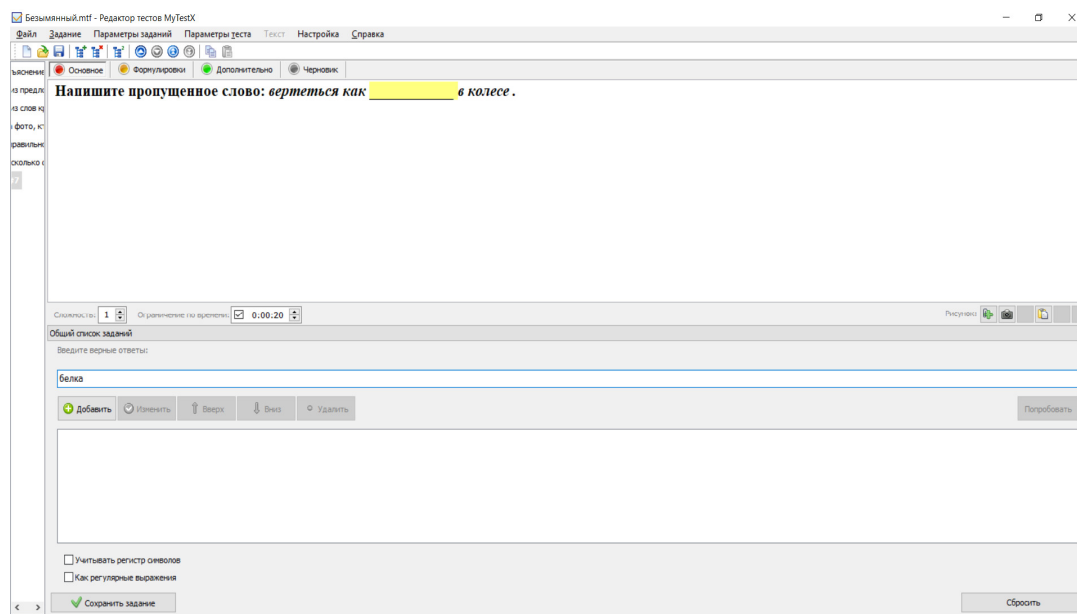 Безымянный.mtf - Редактор тестов MyTestX
Файл Задание Параметры заданий Параметры теста Текст Настройка Справка
Основное Формулировки Дополнительно Черновик
Напишите пропущенное слово: вертеться как ____________ в колесе .
Сложность: 1 Ограничение по времени: 0:00:20 Рисунок:
Общий список заданий
Введите верные ответы:
белка
Добавить Изменить Вверх Вниз Удалить Попробовать
Учитывать регистр символов
Как регулярные выражения
Сохранить задание Сбросить